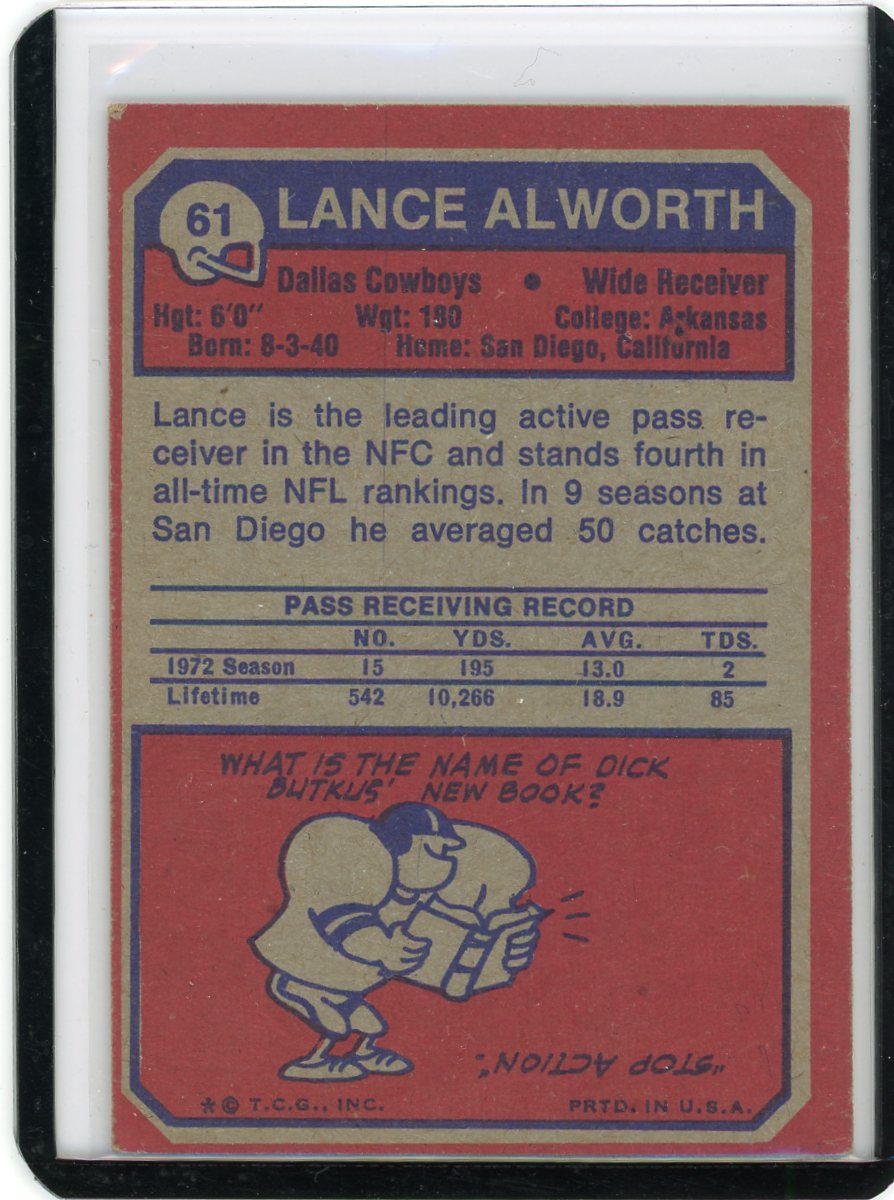 61 LANCE ALWORTH
Dallas Cowboys • Wide Receiver
Hgt: 6'0" Wgt: 180 College: Arkansas
Born: 8-3-40 Home: San Diego, California
Lance is the leading active pass re-
ceiver in the NFC and stands fourth in
all-time NFL rankings. In 9 seasons at
San Diego he averaged 50 catches.
PASS RECEIVING RECORD
NO. YDS. AVG. TDS.
1972 Season 15 195 13.0 2
Lifetime 542 10,266 18.9 85
WHAT IS THE NAME OF DICK
BUTKUS' NEW BOOK?
"STOP ACTION".
*© T.C.G., INC. PRTD. IN U.S.A.